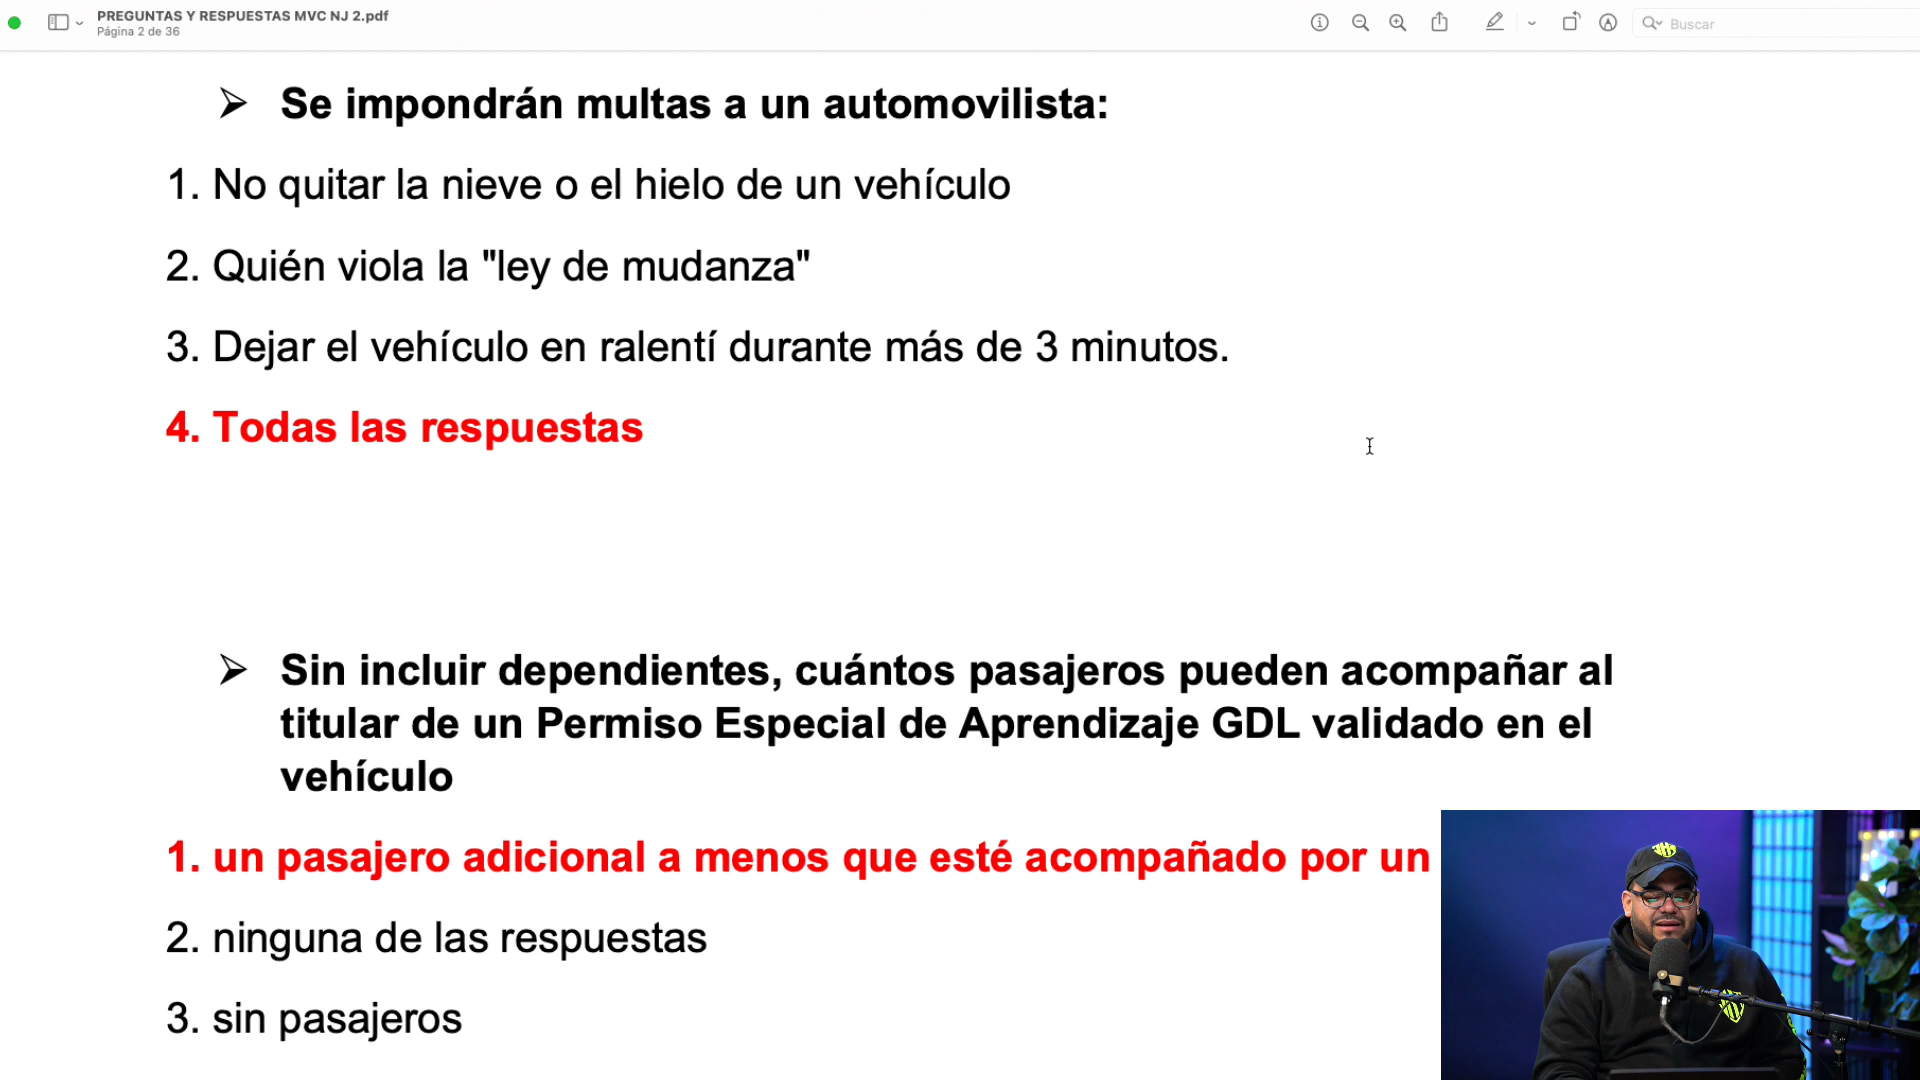 PREGUNTAS Y RESPUESTAS MVC NJ 2.pdf
Página 2 de 36
Buscar
➢ Se impondrán multas a un automovilista:
1. No quitar la nieve o el hielo de un vehículo
2. Quién viola la "ley de mudanza"
3. Dejar el vehículo en ralentí durante más de 3 minutos.
4. Todas las respuestas
➢ Sin incluir dependientes, cuántos pasajeros pueden acompañar al
titular de un Permiso Especial de Aprendizaje GDL validado en el
vehículo
1. un pasajero adicional a menos que esté acompañado por un
2. ninguna de las respuestas
3. sin pasajeros